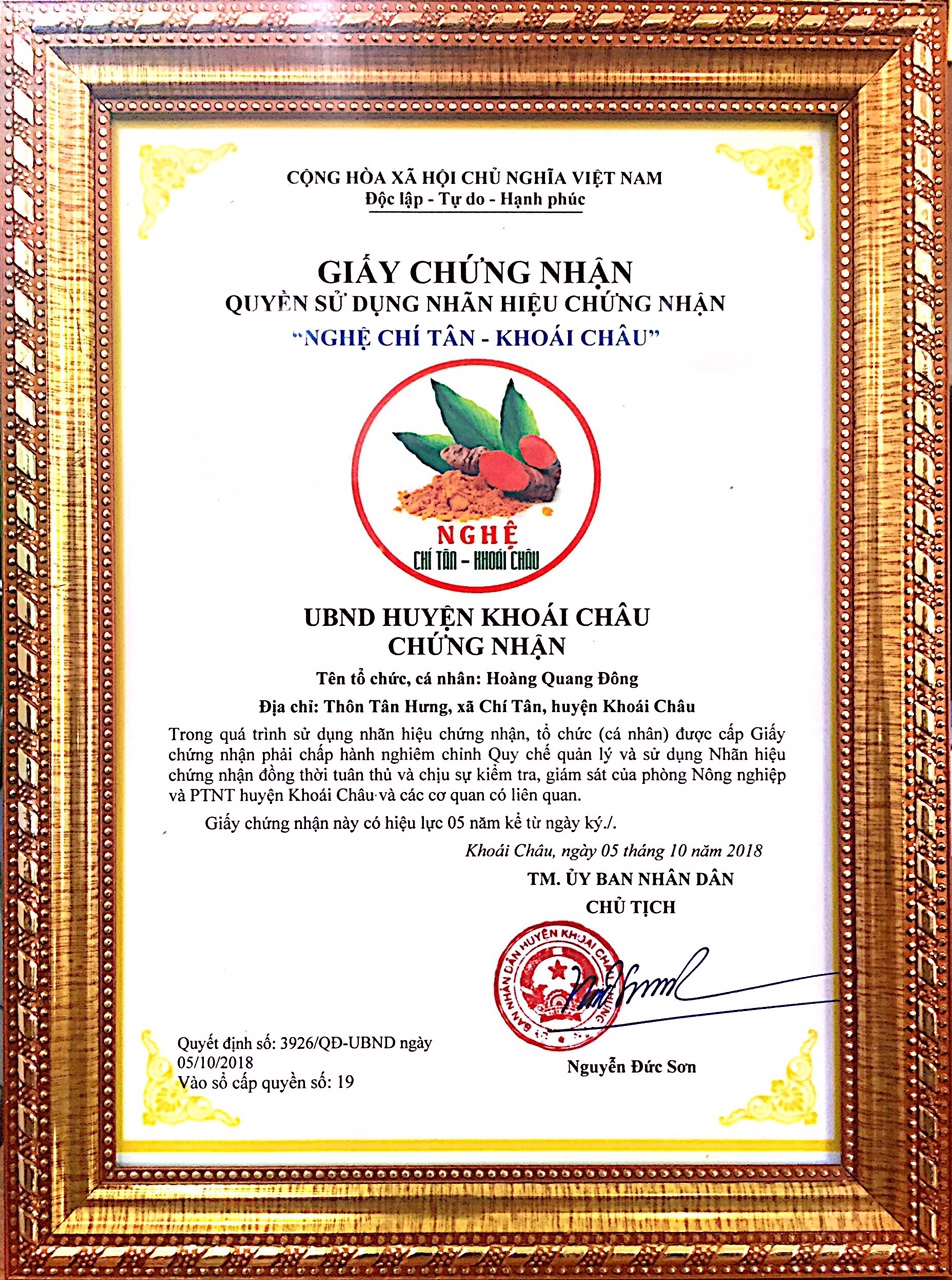 CỘNG HÒA XÃ HỘI CHỦ NGHĨA VIỆT NAM
Độc lập - Tự do - Hạnh phúc
GIẤY CHỨNG NHẬN
QUYỀN SỬ DỤNG NHÃN HIỆU CHỨNG NHẬN
“NGHỆ CHÍ TÂN - KHOÁI CHÂU”
NGHỆ
CHÍ TÂN – KHOÁI CHÂU
UBND HUYỆN KHOÁI CHÂU
CHỨNG NHẬN
Tên tổ chức, cá nhân: Hoàng Quang Đông
Địa chỉ: Thôn Tân Hưng, xã Chí Tân, huyện Khoái Châu
Trong quá trình sử dụng nhãn hiệu chứng nhận, tổ chức (cá nhân) được cấp Giấy
chứng nhận phải chấp hành nghiêm chỉnh Quy chế quản lý và sử dụng Nhãn hiệu
chứng nhận đồng thời tuân thủ và chịu sự kiểm tra, giám sát của phòng Nông nghiệp
và PTNT huyện Khoái Châu và các cơ quan có liên quan.
Giấy chứng nhận này có hiệu lực 05 năm kể từ ngày ký./.
Khoái Châu, ngày 05 tháng 10 năm 2018
TM. ỦY BAN NHÂN DÂN
CHỦ TỊCH
BAN NHÂN DÂN HUYỆN KHOÁI CHÂU
Nguyễn Đức Sơn
Quyết định số: 3926/QĐ-UBND ngày
05/10/2018
Vào sổ cấp quyền số: 19